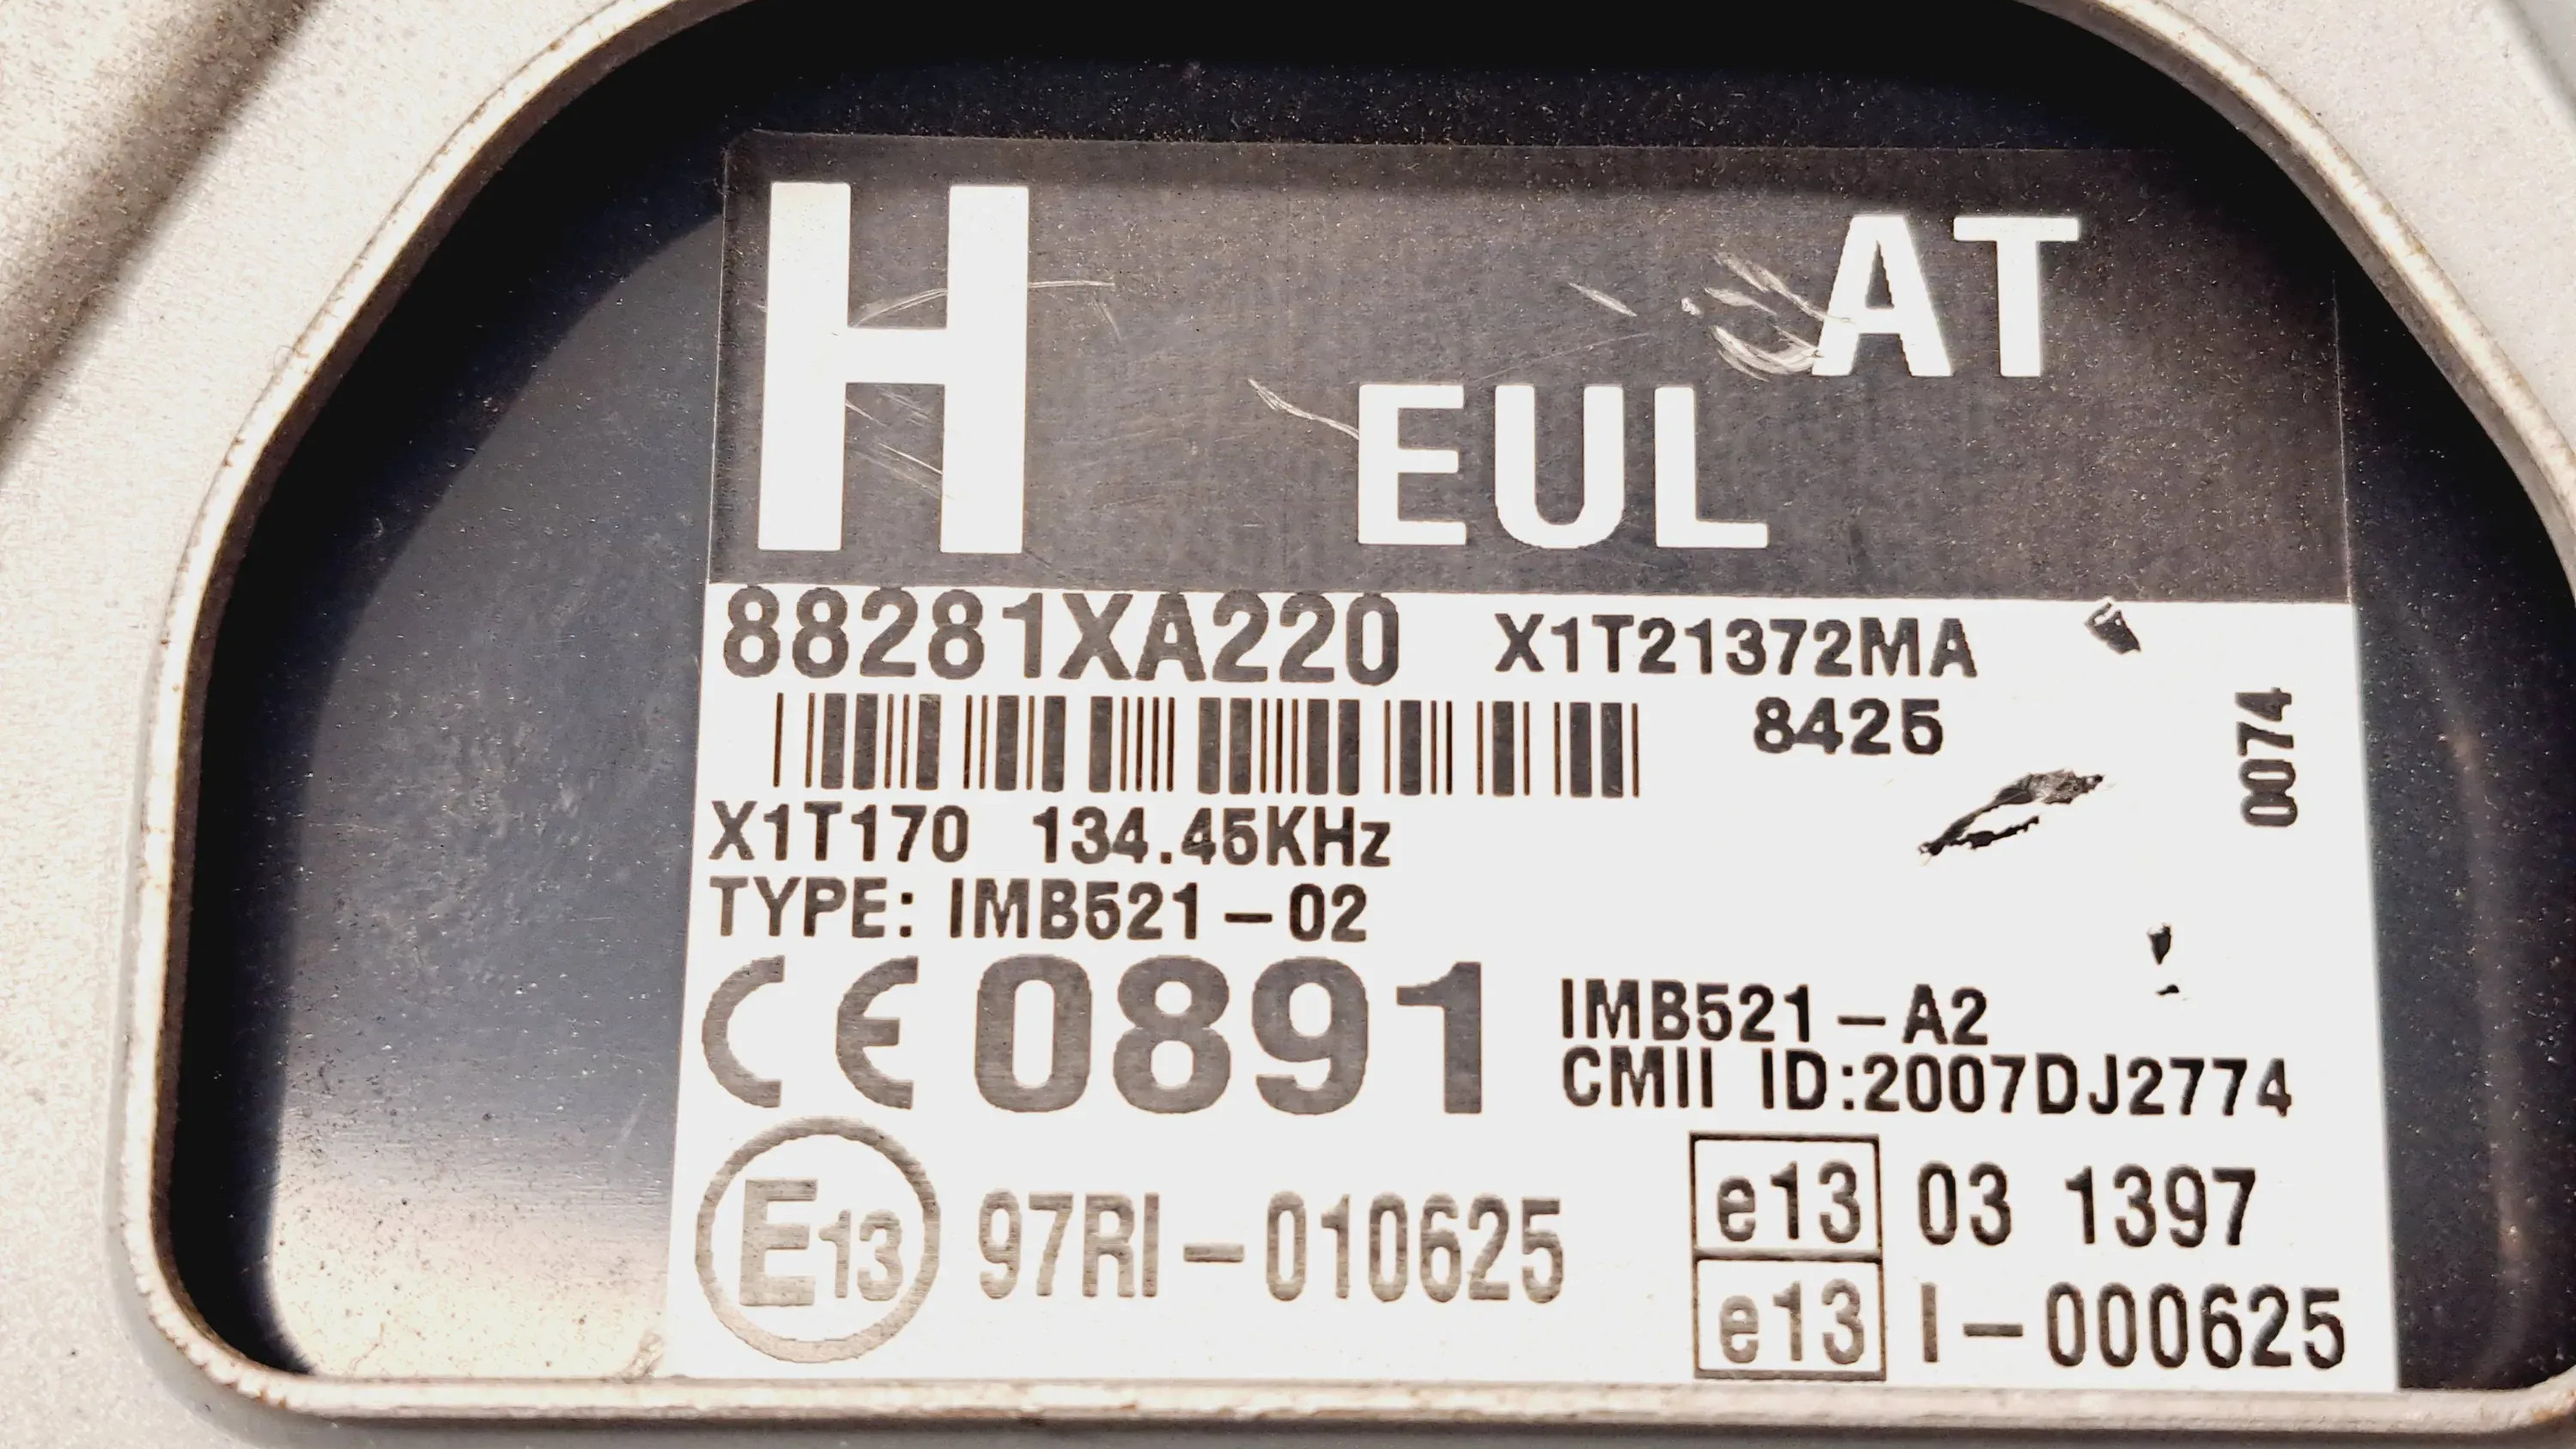 H
AT
EUL
88281XA220 X1T21372MA
8425
0074
X1T170 134.45KHz
TYPE: IMB521-02
CE 0891 IMB521-A2
CMII ID:2007DJ2774
E13 97RI-010625
e13 03 1397
e13 I-000625